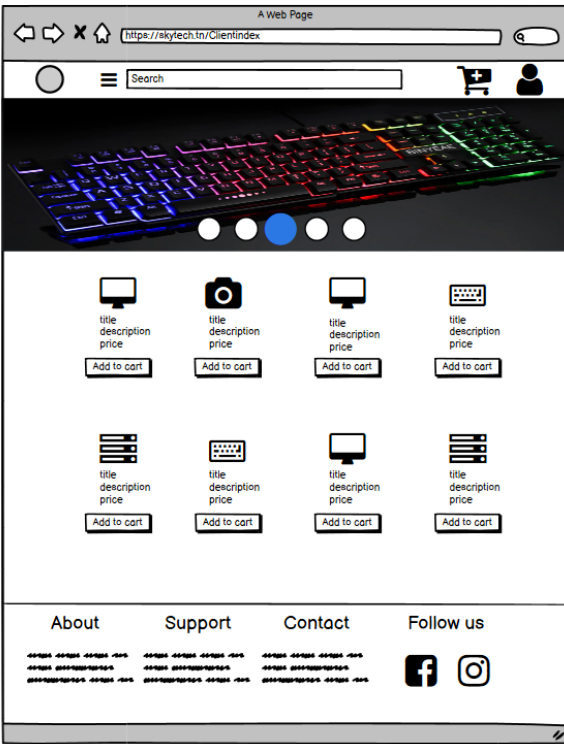 A Web Page
https://skytech.tn/Clientindex
Search
title
description
price
Add to cart
title
description
price
Add to cart
title
description
price
Add to cart
title
description
price
Add to cart
title
description
price
Add to cart
title
description
price
Add to cart
title
description
price
Add to cart
title
description
price
Add to cart
About
Support
Contact
Follow us